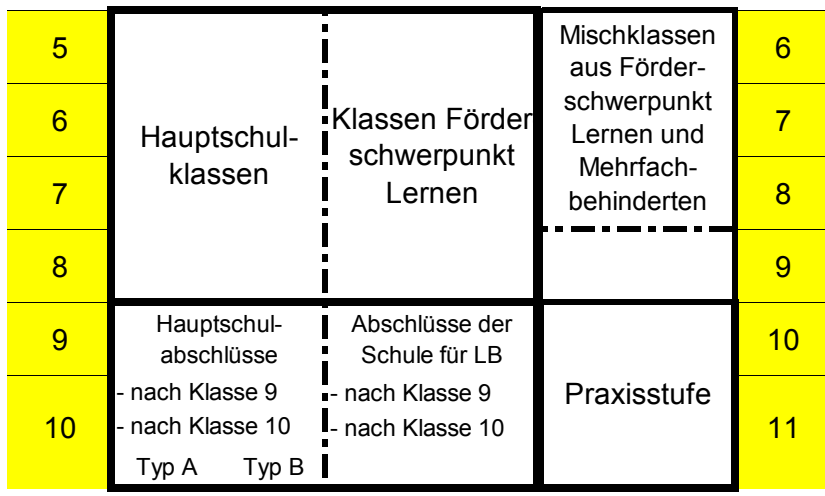 5
6
7
8
9
10
Hauptschul-
klassen
Klassen Förder
schwerpunkt
Lernen
Mischklassen
aus Förder-
schwerpunkt
Lernen und
Mehrfach-
behinderten
6
7
8
9
10
11
Hauptschul-
abschlüsse
- nach Klasse 9
- nach Klasse 10
Typ A Typ B
Abschlüsse der
Schule für LB
- nach Klasse 9
- nach Klasse 10
Praxisstufe